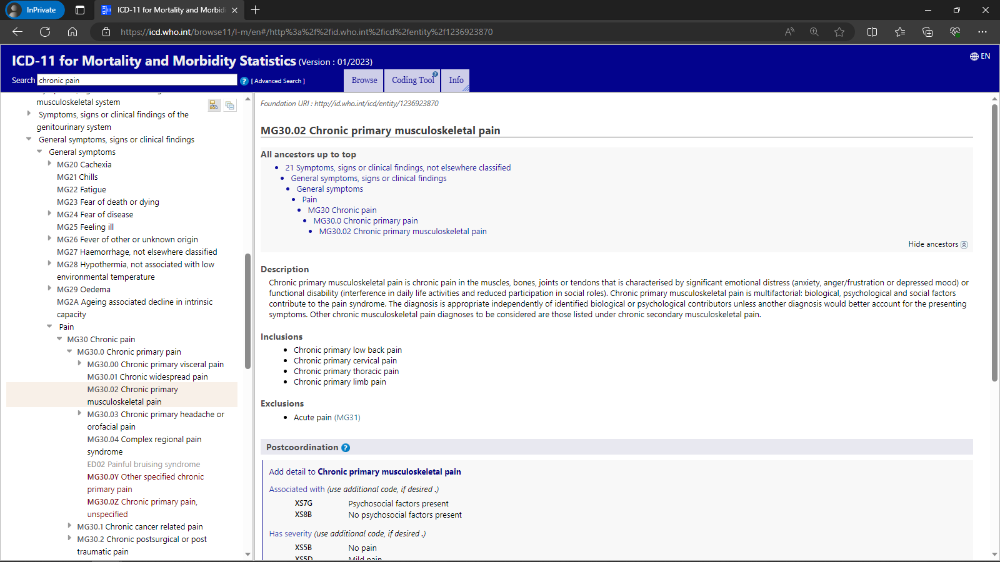 InPrivate
ICD-11 for Mortality and Morbidi
https://icd.who.int/browse11/l-m/en#/http%3a%2f%2fid.who.int%2ficd%2fentity%2f1236923870
ICD-11 for Mortality and Morbidity Statistics (Version : 01/2023)
EN
Search chronic pain
? [ Advanced Search ]
Browse
Coding Tool ?
Info
musculoskeletal system
Symptoms, signs or clinical findings of the
genitourinary system
General symptoms, signs or clinical findings
General symptoms
MG20 Cachexia
MG21 Chills
MG22 Fatigue
MG23 Fear of death or dying
MG24 Fear of disease
MG25 Feeling ill
MG26 Fever of other or unknown origin
MG27 Haemorrhage, not elsewhere classified
MG28 Hypothermia, not associated with low
environmental temperature
MG29 Oedema
MG2A Ageing associated decline in intrinsic
capacity
Pain
MG30 Chronic pain
MG30.0 Chronic primary pain
MG30.00 Chronic primary visceral pain
MG30.01 Chronic widespread pain
MG30.02 Chronic primary
musculoskeletal pain
MG30.03 Chronic primary headache or
orofacial pain
MG30.04 Complex regional pain
syndrome
ED02 Painful bruising syndrome
MG30.0Y Other specified chronic
primary pain
MG30.0Z Chronic primary pain,
unspecified
MG30.1 Chronic cancer related pain
MG30.2 Chronic postsurgical or post
traumatic pain
Foundation URI : http://id.who.int/icd/entity/1236923870
MG30.02 Chronic primary musculoskeletal pain
All ancestors up to top
21 Symptoms, signs or clinical findings, not elsewhere classified
General symptoms, signs or clinical findings
General symptoms
Pain
MG30 Chronic pain
MG30.0 Chronic primary pain
MG30.02 Chronic primary musculoskeletal pain
Hide ancestors
Description
Chronic primary musculoskeletal pain is chronic pain in the muscles, bones, joints or tendons that is characterised by significant emotional distress (anxiety, anger/frustration or depressed mood) or
functional disability (interference in daily life activities and reduced participation in social roles). Chronic primary musculoskeletal pain is multifactorial: biological, psychological and social factors
contribute to the pain syndrome. The diagnosis is appropriate independently of identified biological or psychological contributors unless another diagnosis would better account for the presenting
symptoms. Other chronic musculoskeletal pain diagnoses to be considered are those listed under chronic secondary musculoskeletal pain.
Inclusions
Chronic primary low back pain
Chronic primary cervical pain
Chronic primary thoracic pain
Chronic primary limb pain
Exclusions
Acute pain (MG31)
Postcoordination ?
Add detail to Chronic primary musculoskeletal pain
Associated with (use additional code, if desired .)
XS7G Psychosocial factors present
XS8B No psychosocial factors present
Has severity (use additional code, if desired .)
XS5B No pain
XS5D Mild pain